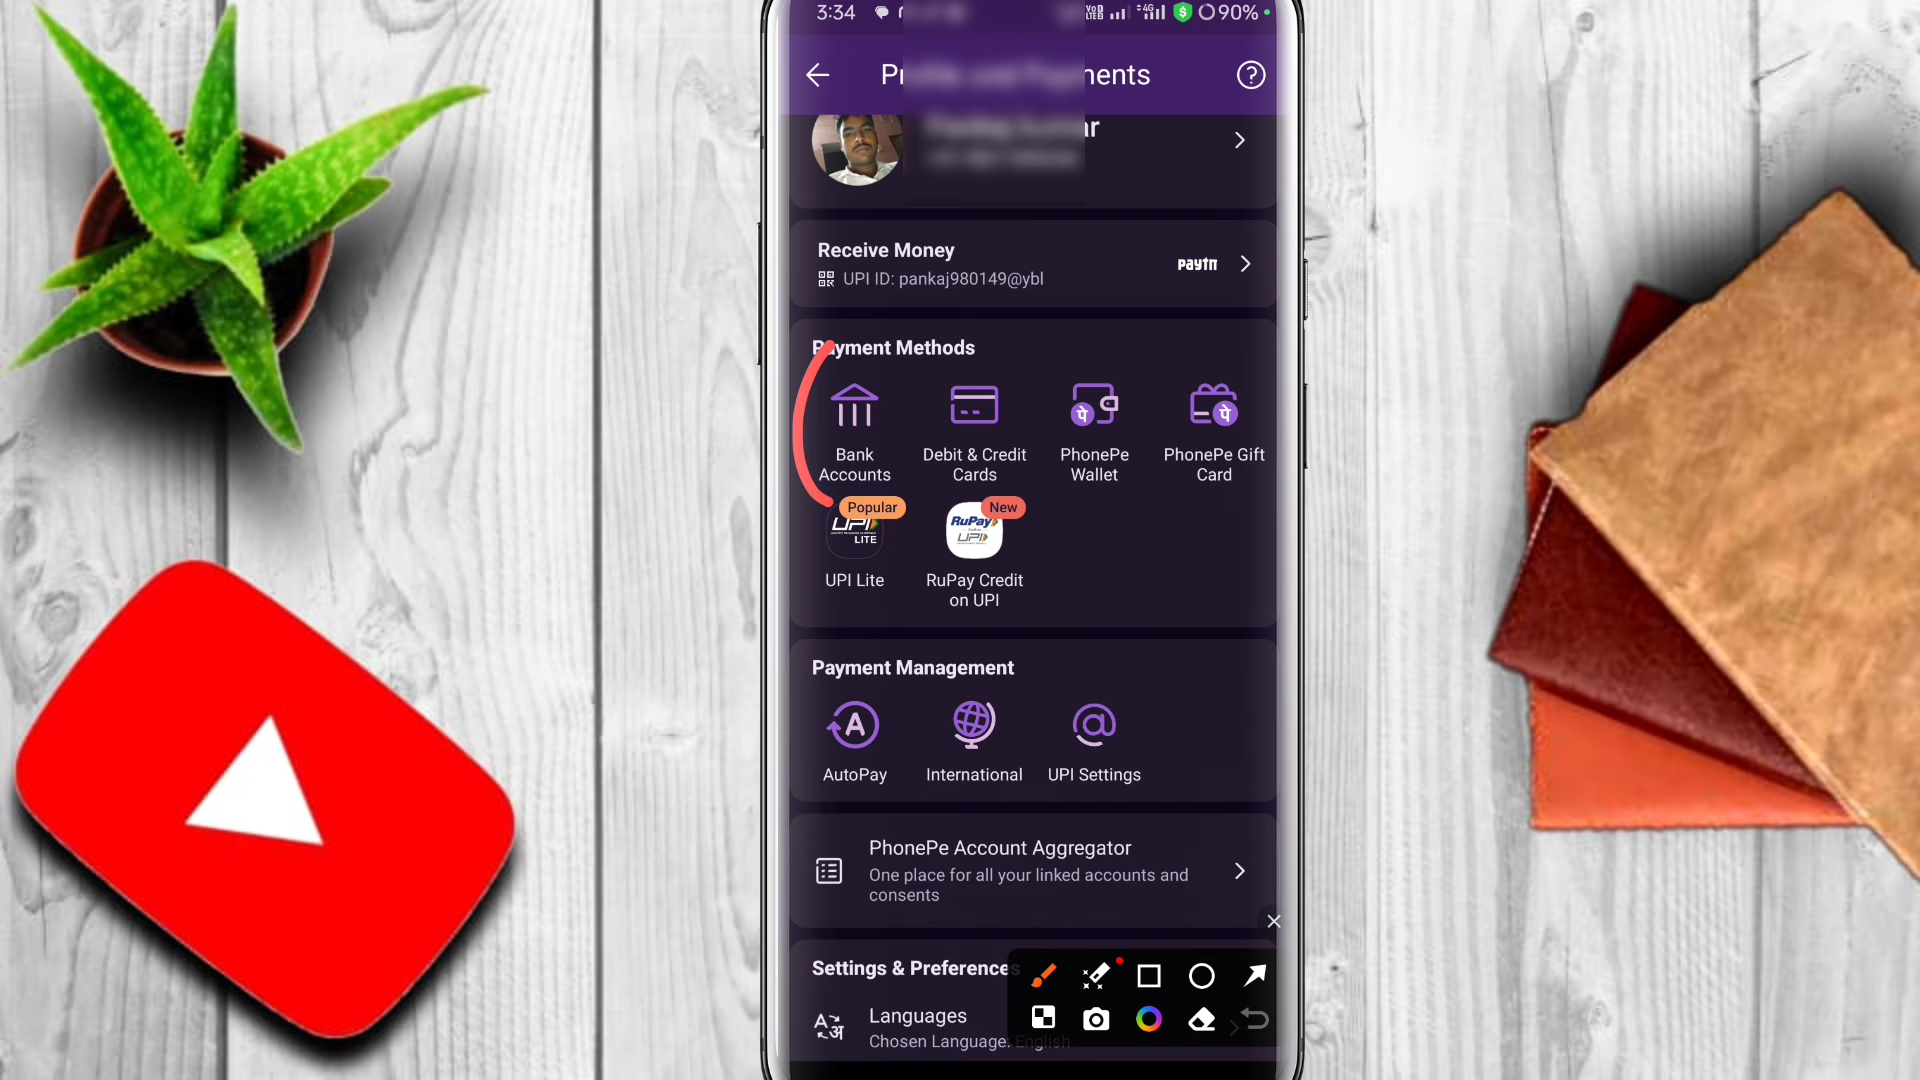 3:34
4G
90%
Receive Money
paytm
UPI ID: pankaj980149@ybl
Payment Methods
Bank Accounts
Debit & Credit Cards
पे
PhonePe Wallet
पे
PhonePe Gift Card
Popular
UPI LITE
UPI Lite
New
RuPay
UPI
RuPay Credit on UPI
Payment Management
A
AutoPay
International
@
UPI Settings
PhonePe Account Aggregator
One place for all your linked accounts and
consents
Settings & Preferences
Languages
Chosen Language: English